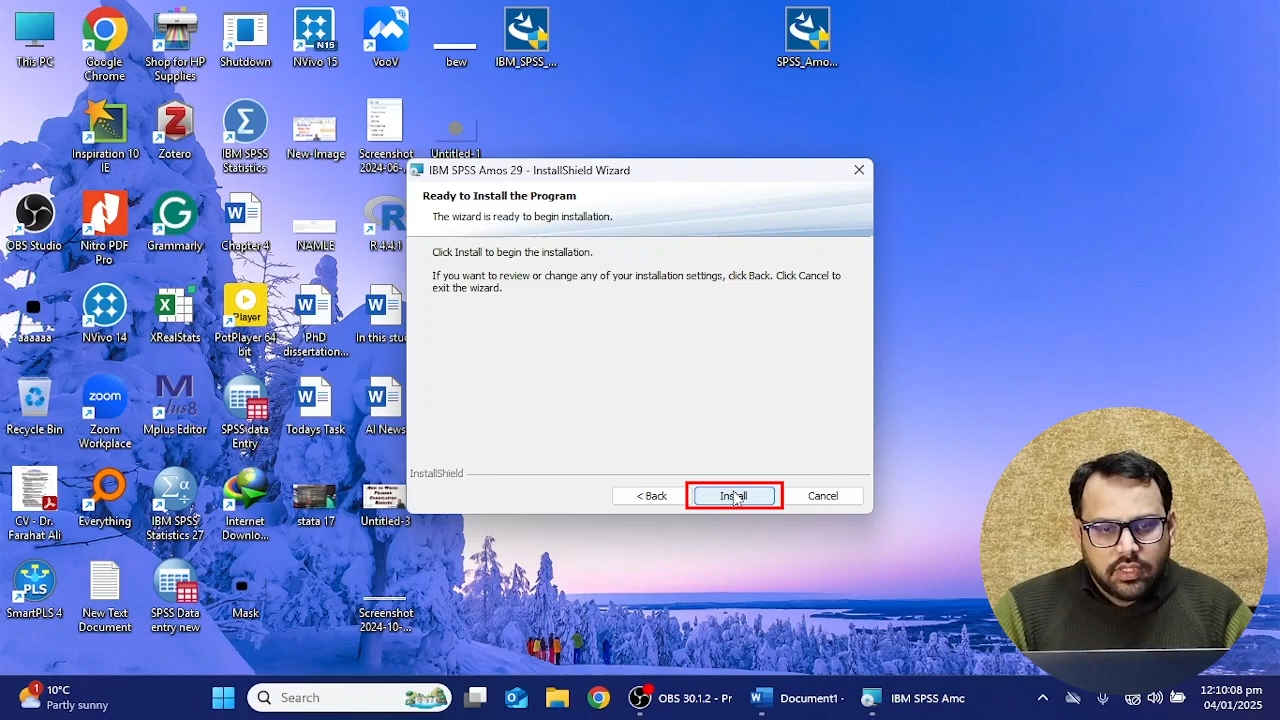 This PC
Google
Chrome
Shop for HP
Supplies
Shutdown
NVivo 15
VooV
bew
IBM_SPSS_...
SPSS_Amo...
N15
Inspiration 10
IE
Zotero
IBM SPSS
Statistics
New-Image
Screenshot
2024-06-...
Untitled-1
IBM SPSS Amos 29 - InstallShield Wizard
Ready to Install the Program
The wizard is ready to begin installation.
Click Install to begin the installation.
If you want to review or change any of your installation settings, click Back. Click Cancel to
exit the wizard.
InstallShield
Cancel
OBS Studio
Nitro PDF
Pro
Grammarly
Chapter 4
NAMLE
R 4.4.1
aaaaaa
NVivo 14
XRealStats
Player
PotPlayer 64
bit
PhD
dissertation...
In this stu
Recycle Bin
zoom
Zoom
Workplace
Mplus Editor
SPSS data
Entry
Todays Task
AI News
CV - Dr.
Farahat Ali
Everything
IBM SPSS
Statistics 27
Internet
Downlo...
stata 17
Untitled-3
PLS
SmartPLS 4
New Text
Document
SPSS Data
entry new
Mask
Screenshot
2024-10-...
1
10°C
artly sunny
Search
OBS 30.1.2 - P
Document1
IBM SPSS Amc
12:10:08 pm
04/01/2025